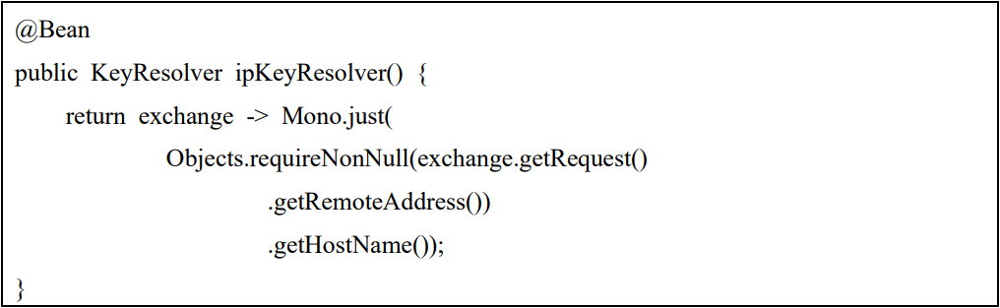 @Bean
public KeyResolver ipKeyResolver() {
return exchange -> Mono.just(
Objects.requireNonNull(exchange.getRequest()
.getRemoteAddress())
.getHostName());
}